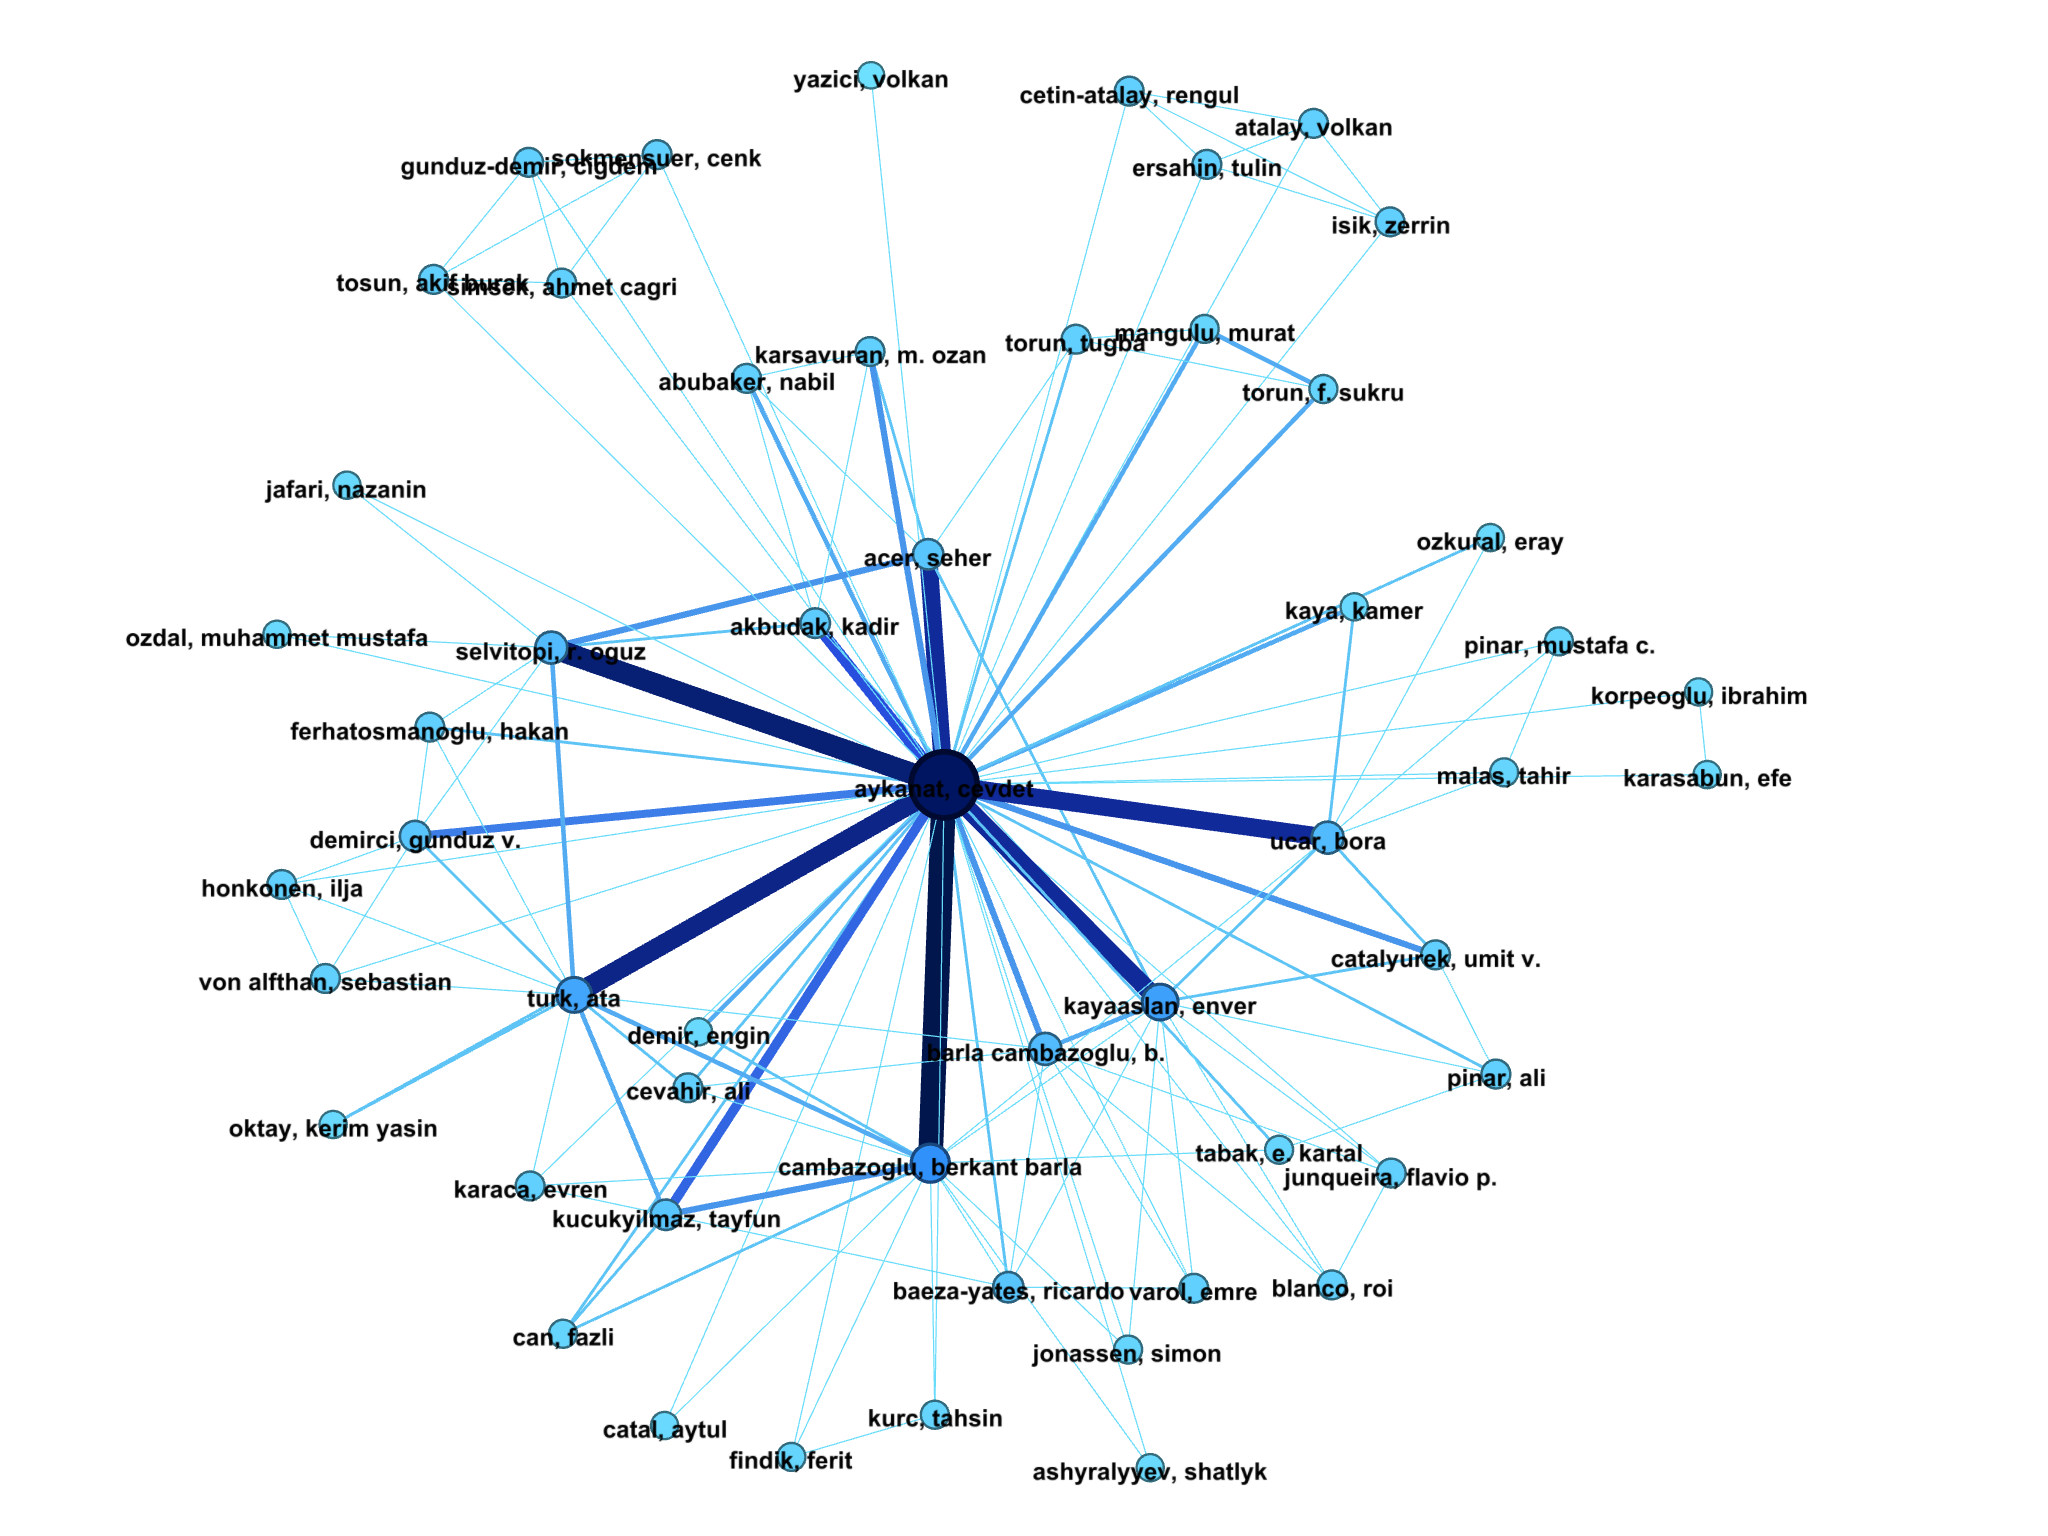 yazici, volkan
cetin-atalay, rengul
atalay, volkan
gunduz-demir, cigdem
sokmensuer, cenk
ersahin, tulin
isik, zerrin
tosun, akif burak
simsek, ahmet cagri
mangulu, murat
torun, tugba
karsavuran, m. ozan
abubaker, nabil
torun, f. sukru
jafari, nazanin
ozkural, eray
acer, seher
kaya, kamer
akbudak, kadir
ozdal, muhammet mustafa
selvitopi, r. oguz
pinar, mustafa c.
korpeoglu, ibrahim
ferhatosmanoglu, hakan
malas, tahir
karasabun, efe
aykanat, cevdet
demirci, gunduz v.
ucar, bora
honkonen, ilja
catalyurek, umit v.
von alfthan, sebastian
turk, ata
kayaaslan, enver
demir, engin
barla cambazoglu, b.
pinar, ali
cevahir, ali
oktay, kerim yasin
tabak, e. kartal
cambazoglu, berkant barla
junqueira, flavio p.
karaca, evren
kucukyilmaz, tayfun
baeza-yates, ricardo
varol, emre
blanco, roi
can, fazli
jonassen, simon
kurc, tahsin
catal, aytul
findik, ferit
ashyralyyev, shatlyk